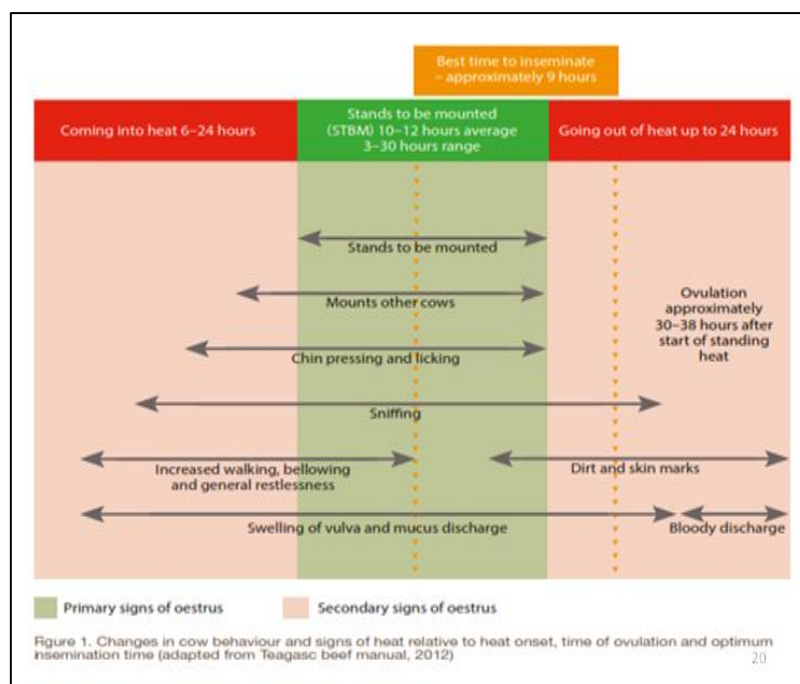 Best time to inseminate
– approximately 9 hours
Coming into heat 6–24 hours
Stands to be mounted
(STBM) 10–12 hours average
3–30 hours range
Going out of heat up to 24 hours
Stands to be mounted
Mounts other cows
Chin pressing and licking
Sniffing
Ovulation
approximately
30–38 hours after
start of standing
heat
Increased walking, bellowing
and general restlessness
Dirt and skin marks
Swelling of vulva and mucus discharge
Bloody discharge
Primary signs of oestrus
Secondary signs of oestrus
Figure 1. Changes in cow behaviour and signs of heat relative to heat onset, time of ovulation and optimum
insemination time (adapted from Teagasc beef manual, 2012)
20